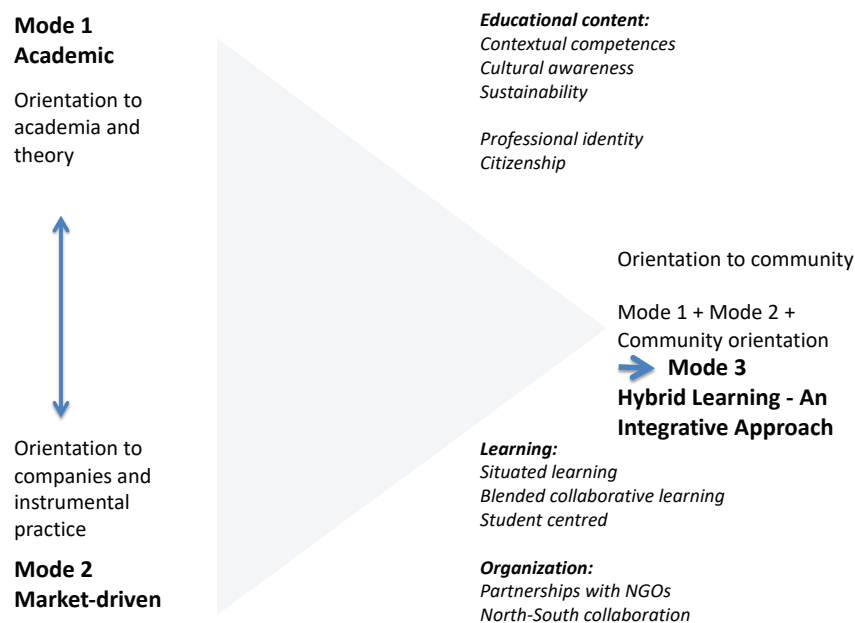 Mode 1
Academic
Orientation to
academia and
theory
Orientation to
companies and
instrumental
practice
Mode 2
Market-driven
Educational content:
Contextual competences
Cultural awareness
Sustainability
Professional identity
Citizenship
Orientation to community
Mode 1 + Mode 2 +
Community orientation
Mode 3
Hybrid Learning - An
Integrative Approach
Learning:
Situated learning
Blended collaborative learning
Student centred
Organization:
Partnerships with NGOs
North-South collaboration